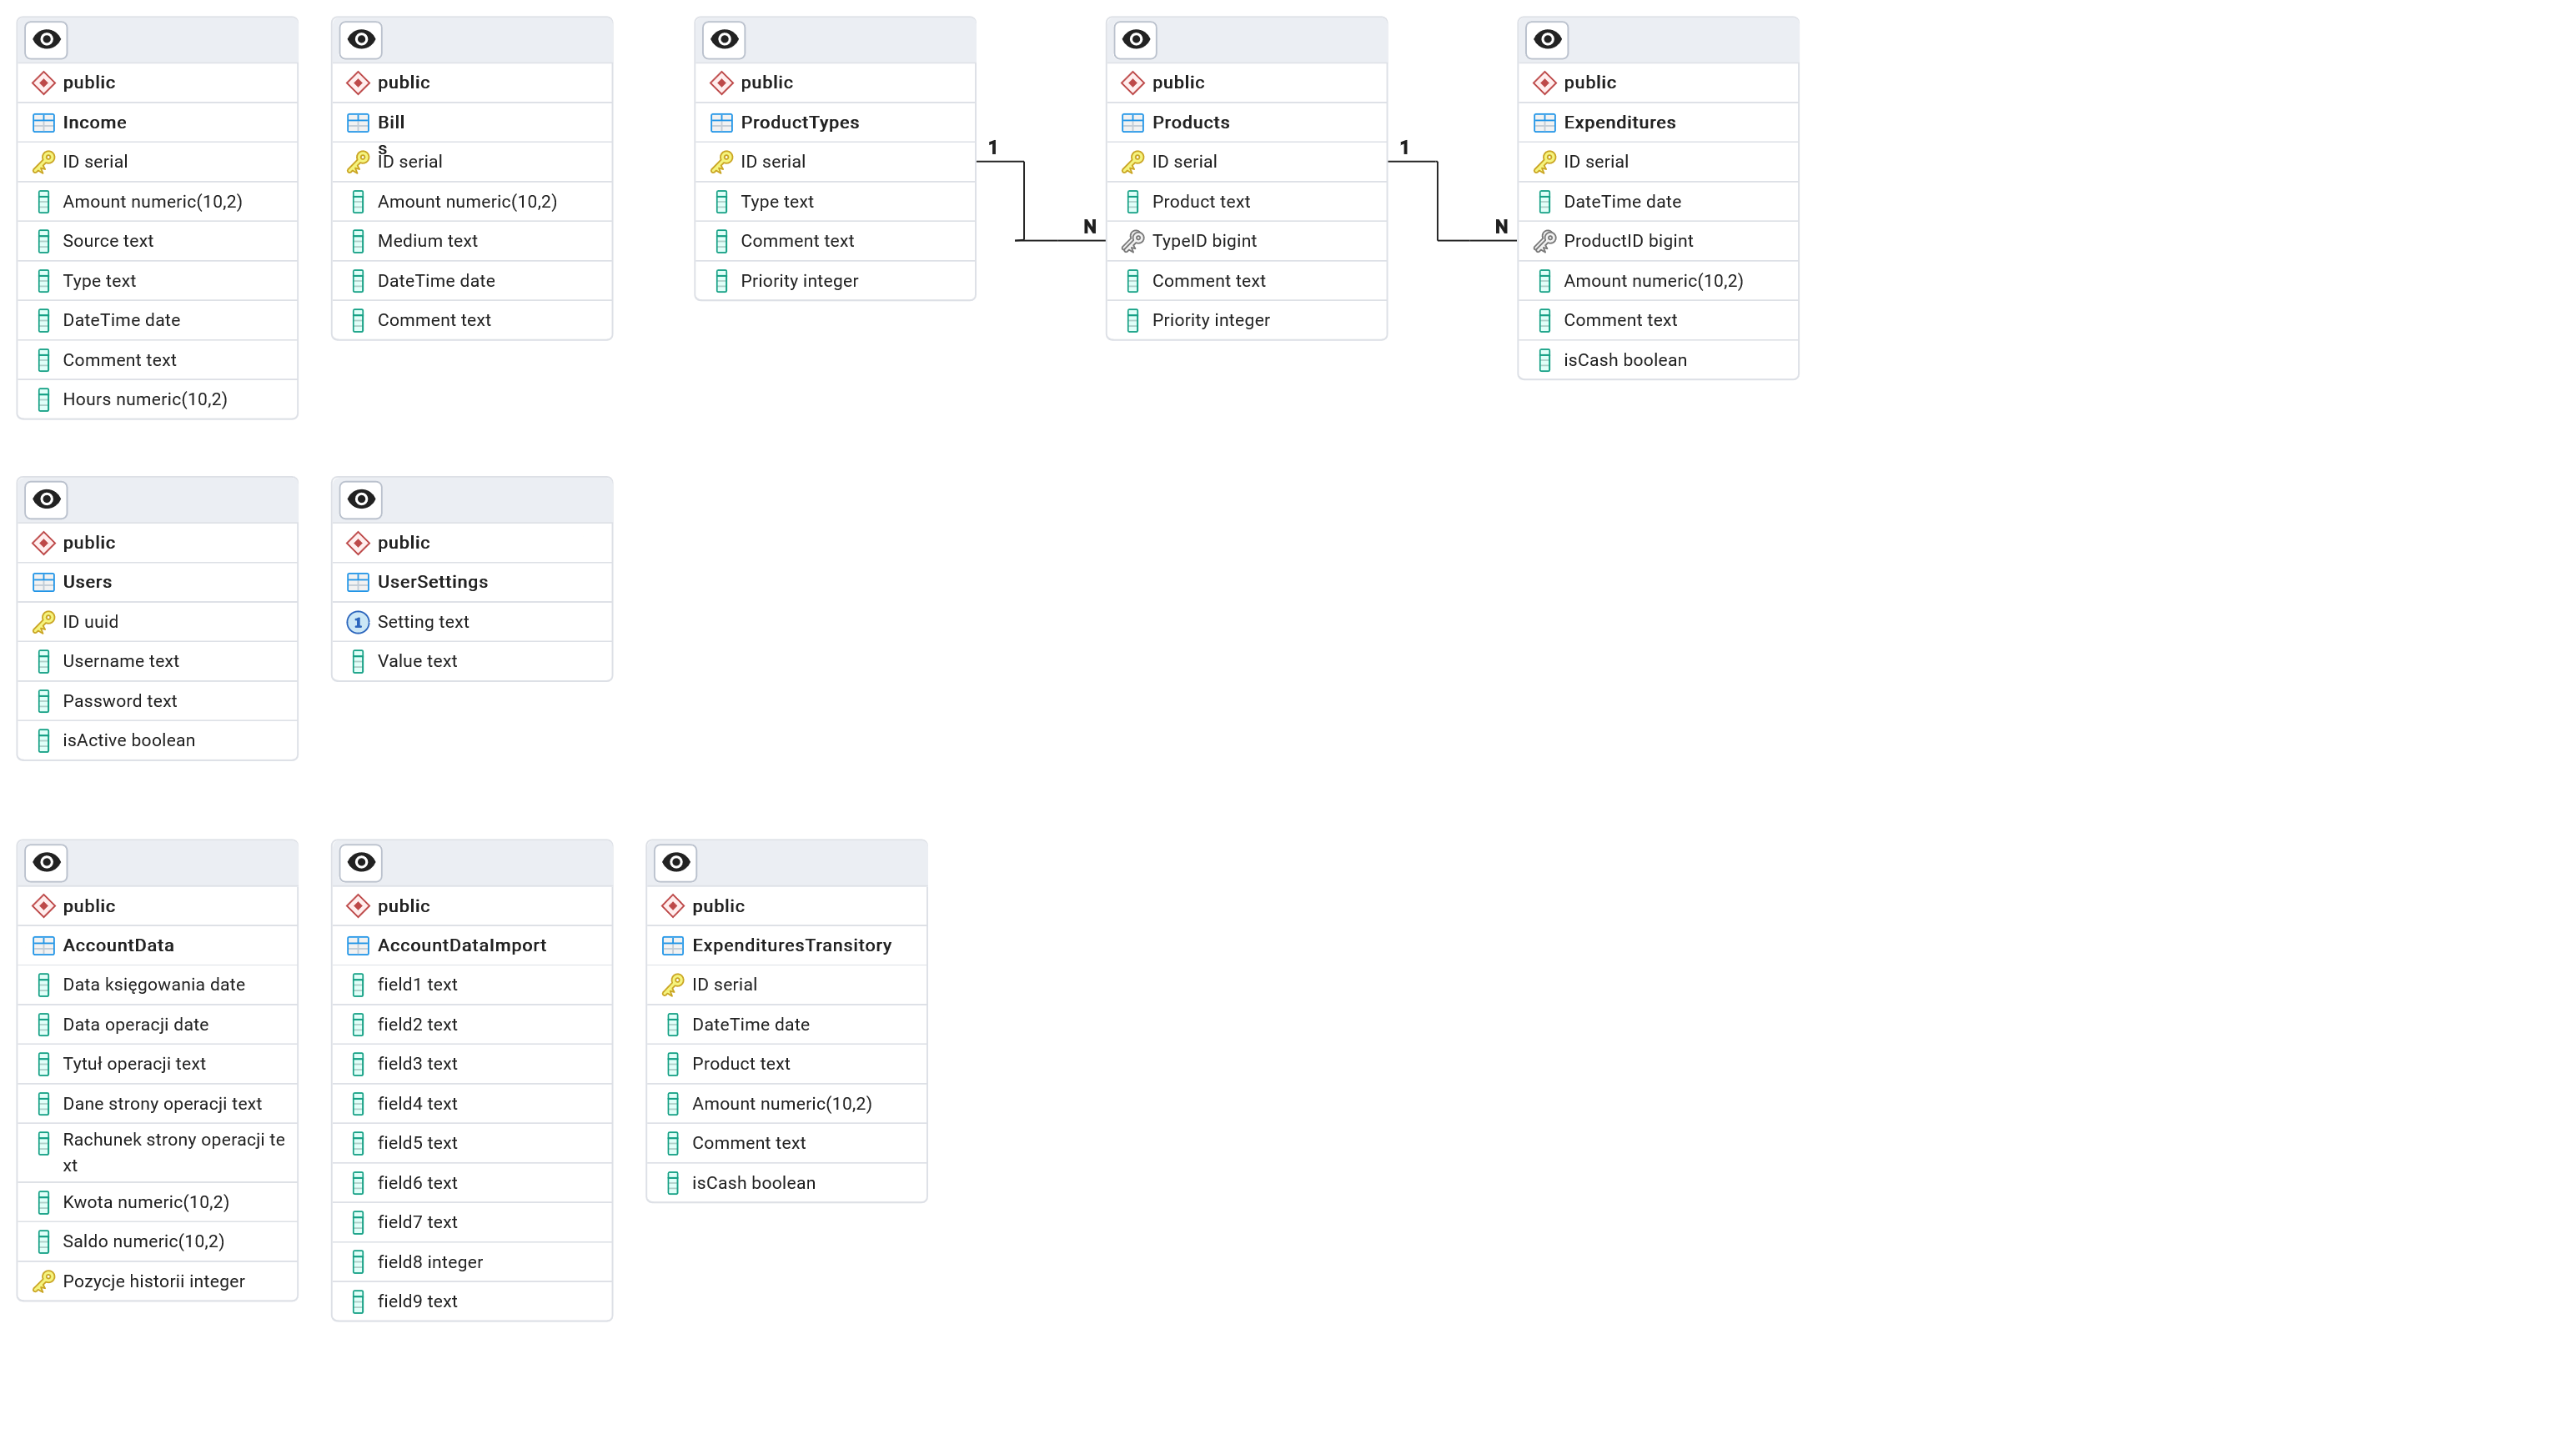 public
Income
ID serial
Amount numeric(10,2)
Source text
Type text
DateTime date
Comment text
Hours numeric(10,2)
public
Bill
s
ID serial
Amount numeric(10,2)
Medium text
DateTime date
Comment text
public
ProductTypes
ID serial
Type text
Comment text
Priority integer
1
N
public
Products
ID serial
Product text
TypeID bigint
Comment text
Priority integer
1
N
public
Expenditures
ID serial
DateTime date
ProductID bigint
Amount numeric(10,2)
Comment text
isCash boolean
public
Users
ID uuid
Username text
Password text
isActive boolean
public
UserSettings
1
Setting text
Value text
public
AccountData
Data księgowania date
Data operacji date
Tytuł operacji text
Dane strony operacji text
Rachunek strony operacji te
xt
Kwota numeric(10,2)
Saldo numeric(10,2)
Pozycje historii integer
public
AccountDataImport
field1 text
field2 text
field3 text
field4 text
field5 text
field6 text
field7 text
field8 integer
field9 text
public
ExpendituresTransitory
ID serial
DateTime date
Product text
Amount numeric(10,2)
Comment text
isCash boolean